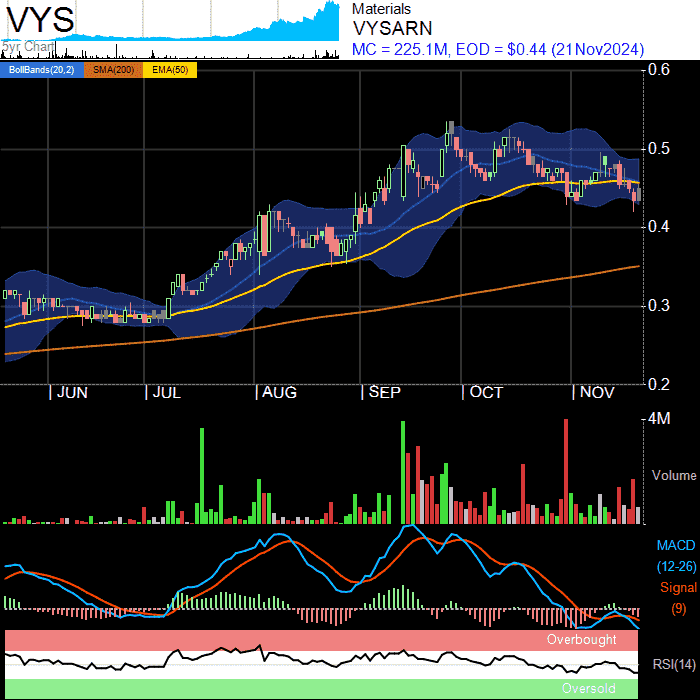 VYS
5yr Chart
Materials
VYSARN
MC = 225.1M, EOD = $0.44 (21Nov2024)
BollBands(20,2) SMA(200) EMA(50)
0.6
0.5
0.4
0.3
0.2
JUN JUL AUG SEP OCT NOV
4M
Volume
MACD
(12-26)
Signal
(9)
Overbought
RSI(14)
Oversold